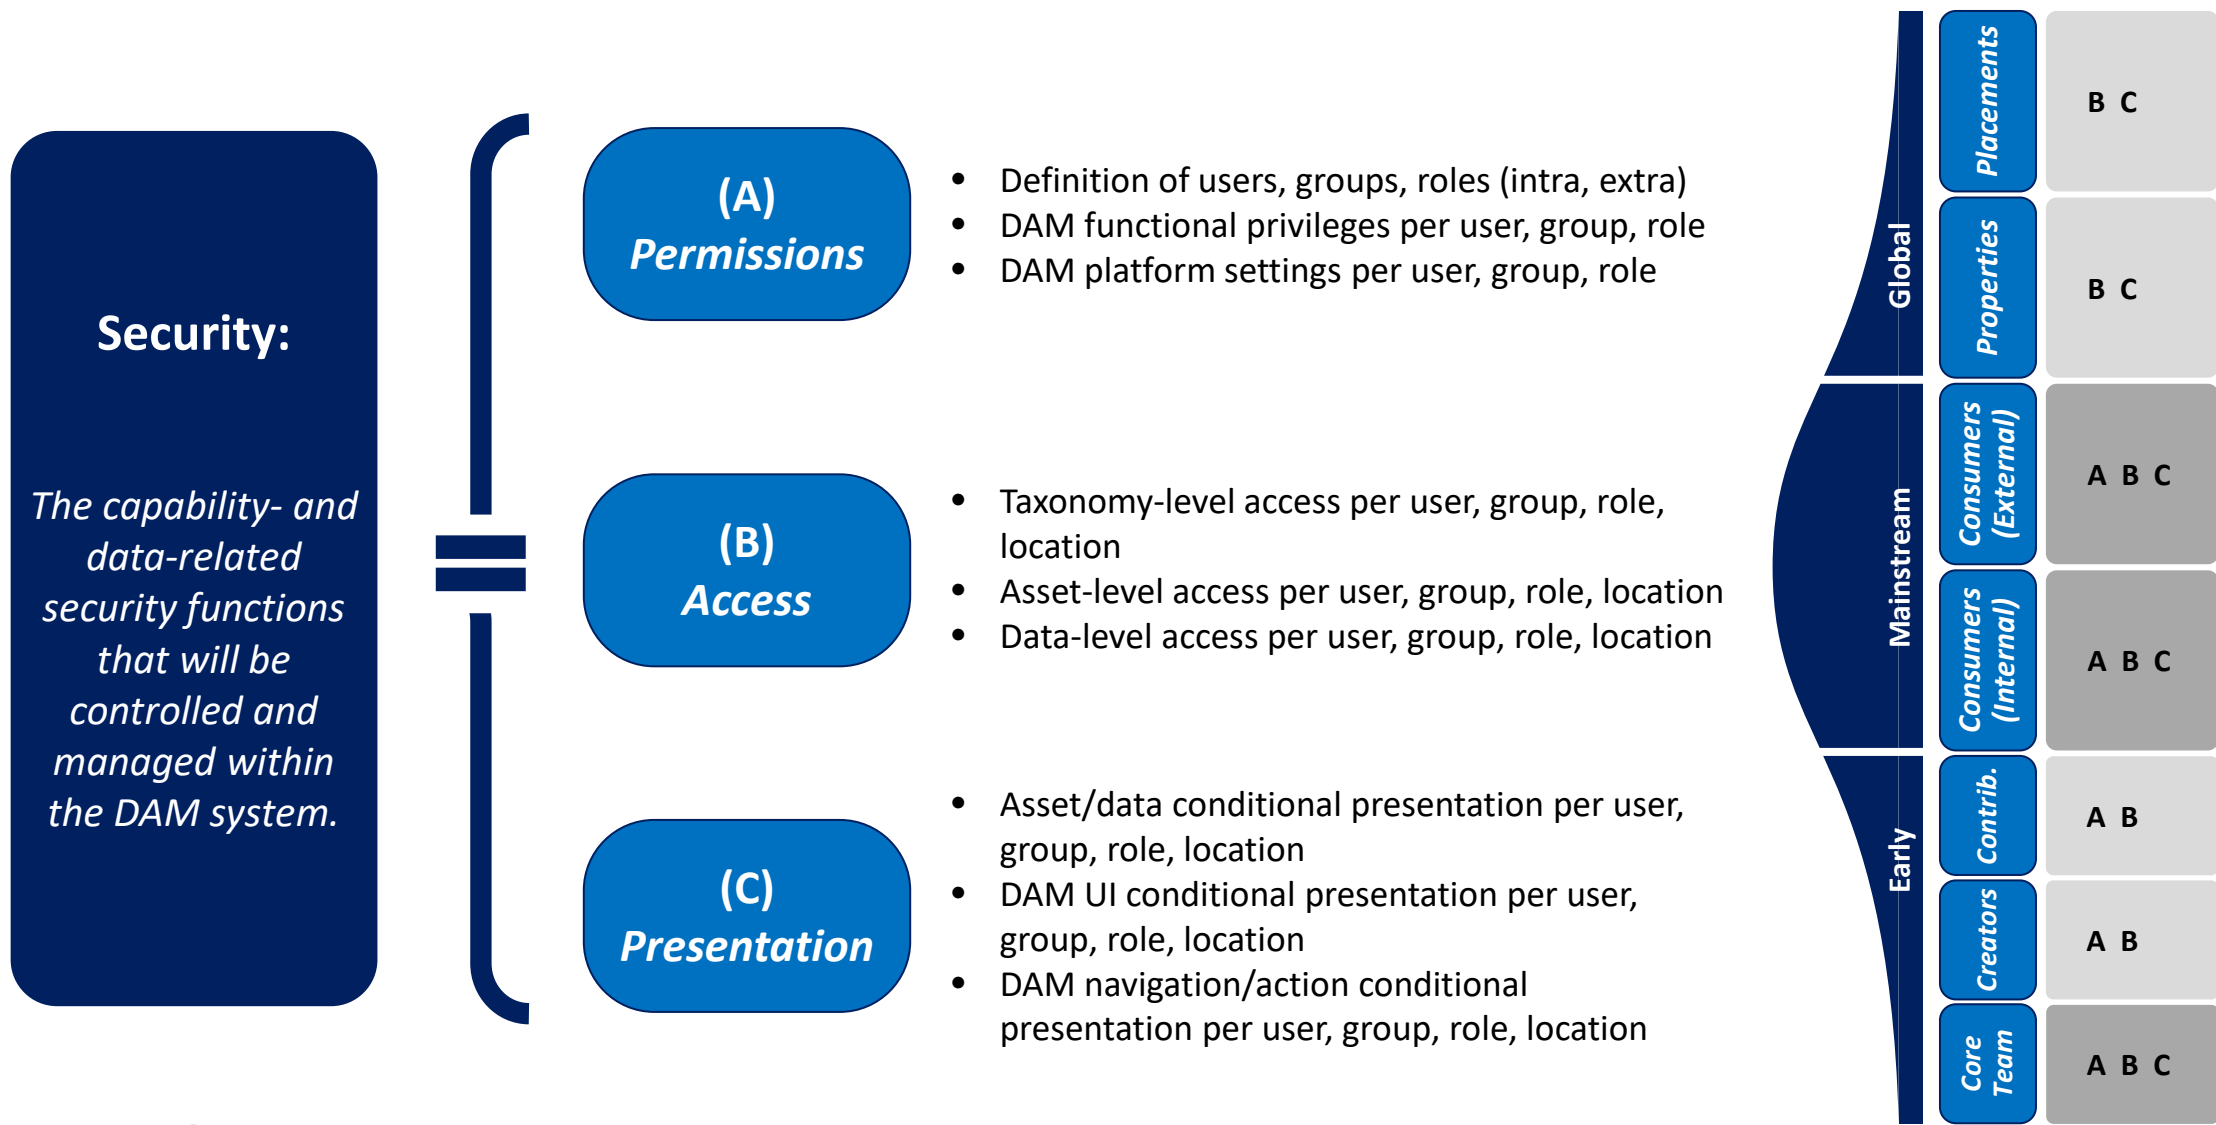 Security:
The capability- and
data-related
security functions
that will be
controlled and
managed within
the DAM system.
(A)
Permissions
• Definition of users, groups, roles (intra, extra)
• DAM functional privileges per user, group, role
• DAM platform settings per user, group, role
(B)
Access
• Taxonomy-level access per user, group, role,
location
• Asset-level access per user, group, role, location
• Data-level access per user, group, role, location
(C)
Presentation
• Asset/data conditional presentation per user,
group, role, location
• DAM UI conditional presentation per user,
group, role, location
• DAM navigation/action conditional
presentation per user, group, role, location
Global
Placements
B C
Properties
B C
Mainstream
Consumers
(External)
A B C
Consumers
(Internal)
A B C
Early
Contrib.
A B
Creators
A B
Core
Team
A B C